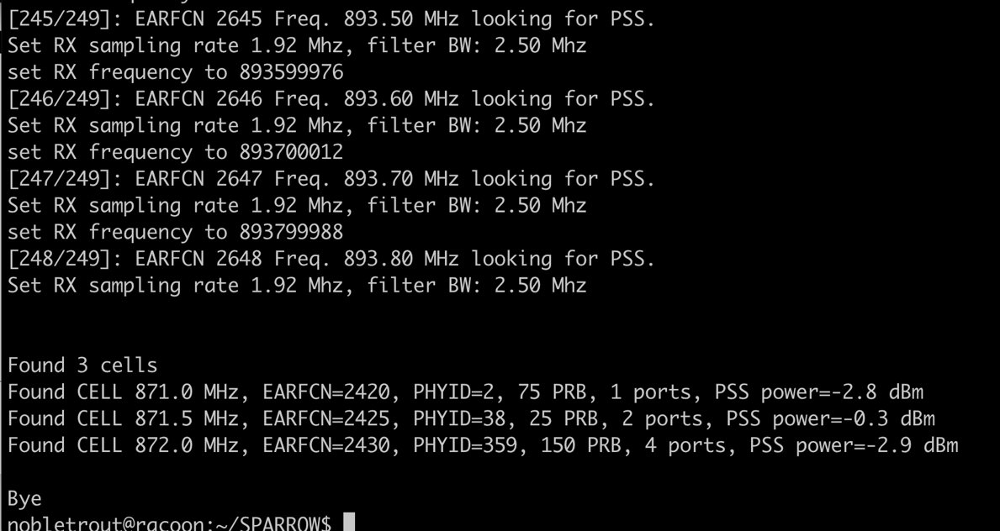 [245/249]: EARFCN 2645 Freq. 893.50 MHz looking for PSS.
Set RX sampling rate 1.92 Mhz, filter BW: 2.50 Mhz
set RX frequency to 893599976
[246/249]: EARFCN 2646 Freq. 893.60 MHz looking for PSS.
Set RX sampling rate 1.92 Mhz, filter BW: 2.50 Mhz
set RX frequency to 893700012
[247/249]: EARFCN 2647 Freq. 893.70 MHz looking for PSS.
Set RX sampling rate 1.92 Mhz, filter BW: 2.50 Mhz
set RX frequency to 893799988
[248/249]: EARFCN 2648 Freq. 893.80 MHz looking for PSS.
Set RX sampling rate 1.92 Mhz, filter BW: 2.50 Mhz
Found 3 cells
Found CELL 871.0 MHz, EARFCN=2420, PHYID=2, 75 PRB, 1 ports, PSS power=-2.8 dBm
Found CELL 871.5 MHz, EARFCN=2425, PHYID=38, 25 PRB, 2 ports, PSS power=-0.3 dBm
Found CELL 872.0 MHz, EARFCN=2430, PHYID=359, 150 PRB, 4 ports, PSS power=-2.9 dBm
Bye
nobletrout@racoon:~/SPARROW$